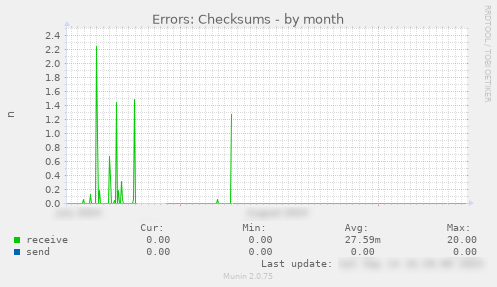 Errors: Checksums - by month
RRDTOOL / TOBI OETIKER
n
2.4
2.2
2.0
1.8
1.6
1.4
1.2
1.0
0.8
0.6
0.4
0.2
0.0
Cur: Min: Avg: Max:
receive 0.00 0.00 27.59m 20.00
send 0.00 0.00 0.00 0.00
Last update:
Munin 2.0.75